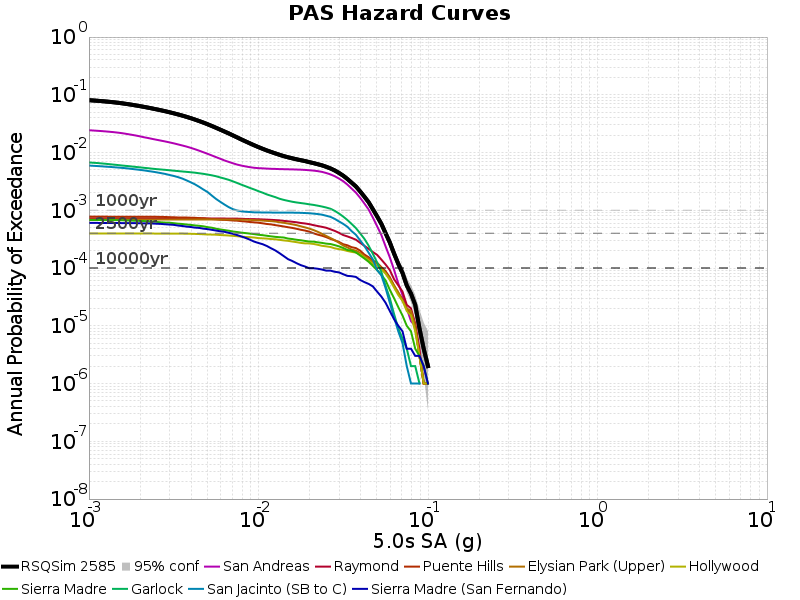 PAS Hazard Curves
Annual Probability of Exceedance
10^0
10^-1
10^-2
10^-3
10^-4
10^-5
10^-6
10^-7
10^-8
1000yr
2500yr
10000yr
10^-3 10^-2 10^-1 10^0 10^1
5.0s SA (g)
RSQSim 2585 95% conf San Andreas Raymond Puente Hills Elysian Park (Upper) Hollywood
Sierra Madre Garlock San Jacinto (SB to C) Sierra Madre (San Fernando)